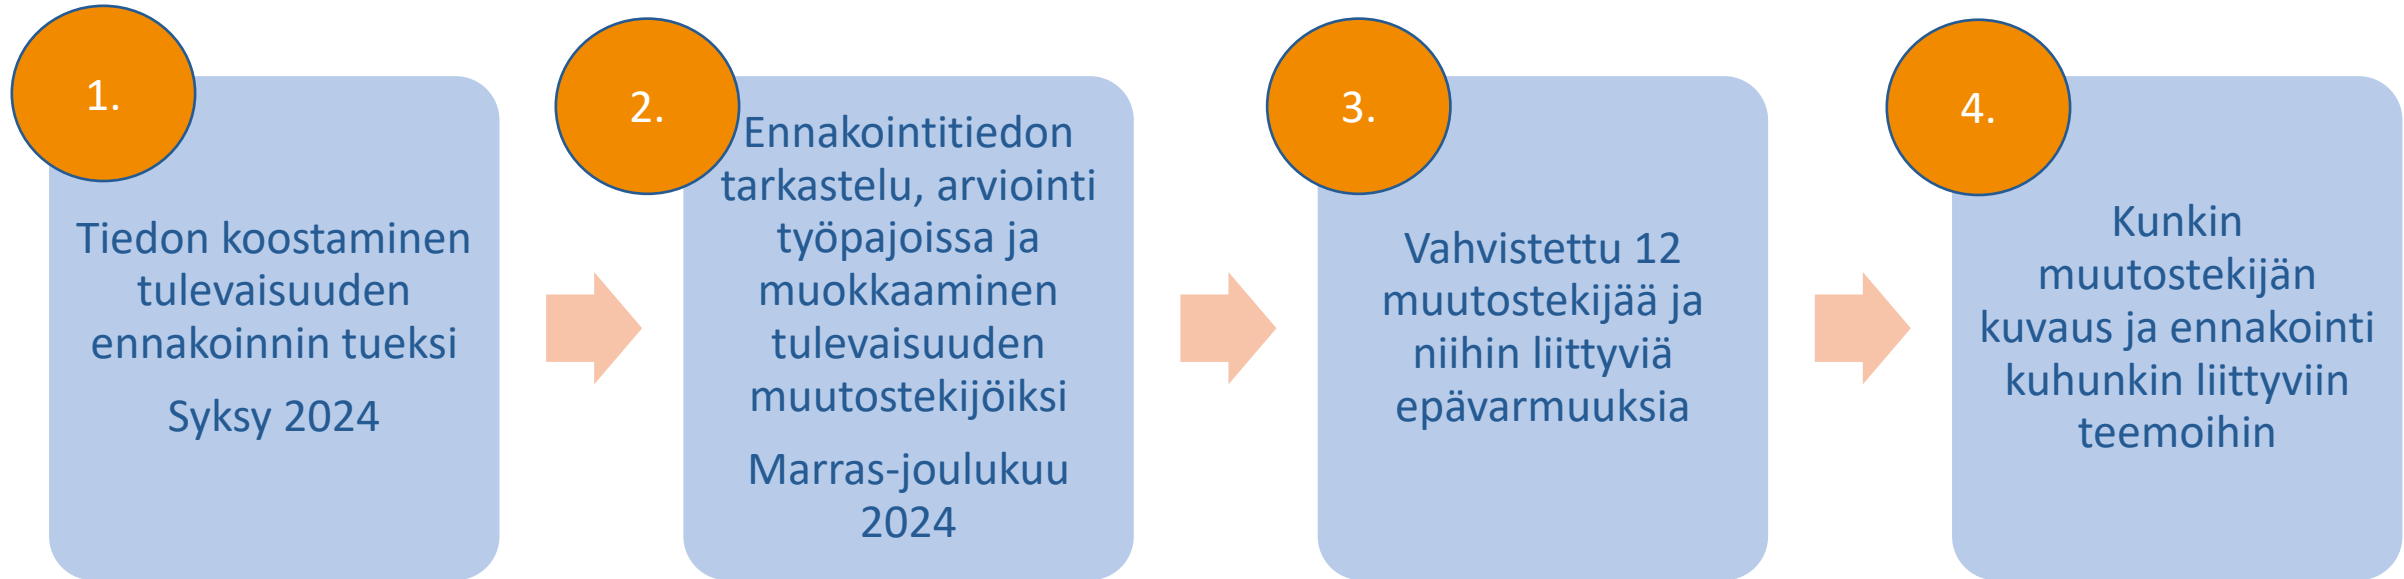 1.
Tiedon koostaminen
tulevaisuuden
ennakoinnin tueksi
Syksy 2024
2.
Ennakointitiedon
tarkastelu, arviointi
työpajoissa ja
muokkaaminen
tulevaisuuden
muutostekijöiksi
Marras-joulukuu
2024
3.
Vahvistettu 12
muutostekijää ja
niihin liittyviä
epävarmuuksia
4.
Kunkin
muutostekijän
kuvaus ja ennakointi
kuhunkin liittyviin
teemoihin